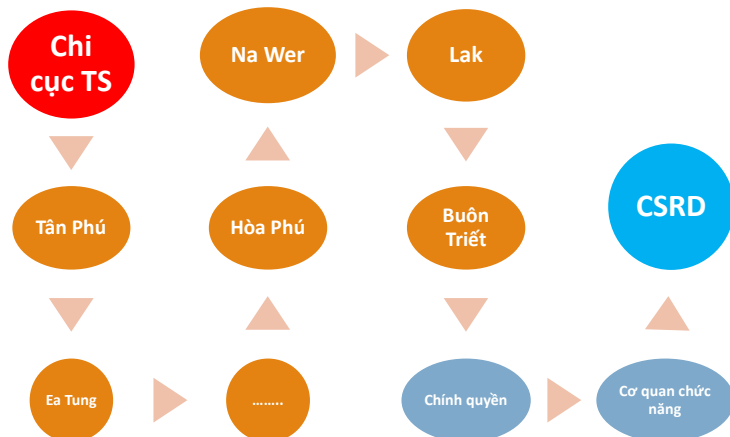 Chi
cục TS
Tân Phú
Ea Tung
........
Hòa Phú
Na Wer
Lak
Buôn
Triết
Chính quyền
Cơ quan chức
năng
CSRD